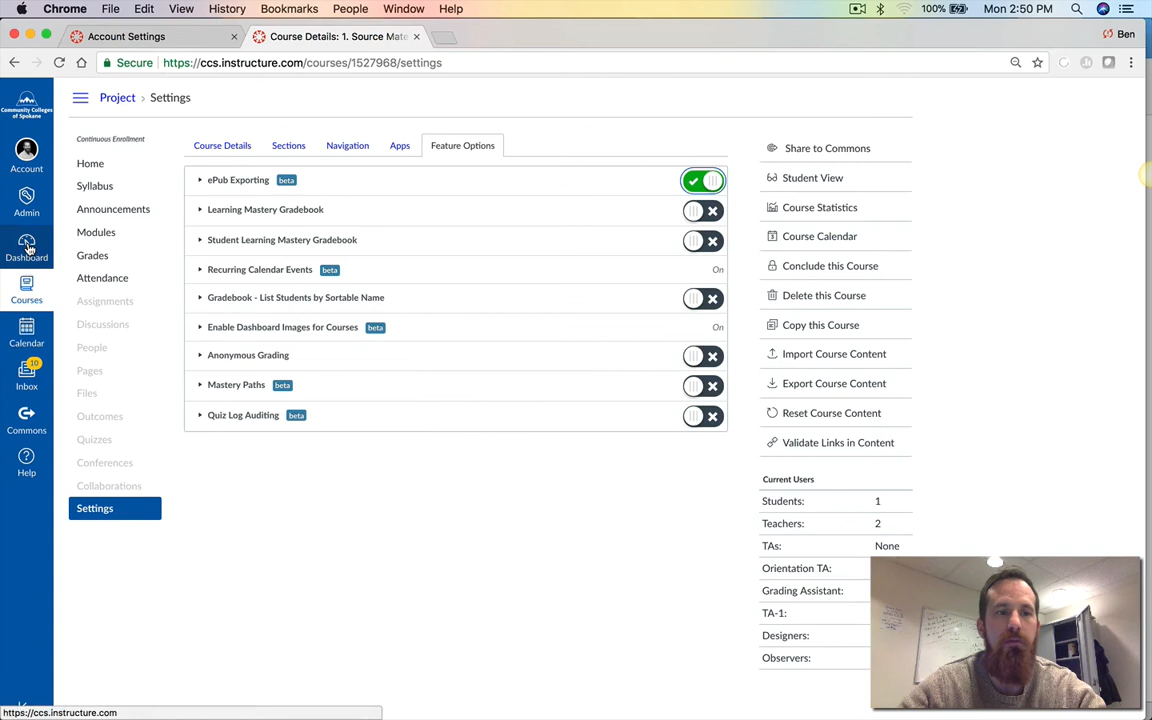 Chrome File Edit View History Bookmarks People Window Help 100% Mon 2:50 PM
Account Settings × Course Details: 1. Source Mate × Ben
Secure https://ccs.instructure.com/courses/1527968/settings
Community Colleges
of Spokane
Account
Admin
Dashboard
Courses
Calendar
10
Inbox
Commons
Help
Project › Settings
Continuous Enrollment
Home
Syllabus
Announcements
Modules
Grades
Attendance
Assignments
Discussions
People
Pages
Files
Outcomes
Quizzes
Conferences
Collaborations
Settings
Course Details Sections Navigation Apps Feature Options
ePub Exporting beta
Learning Mastery Gradebook
Student Learning Mastery Gradebook
Recurring Calendar Events beta On
Gradebook - List Students by Sortable Name
Enable Dashboard Images for Courses beta On
Anonymous Grading
Mastery Paths beta
Quiz Log Auditing beta
Share to Commons
Student View
Course Statistics
Course Calendar
Conclude this Course
Delete this Course
Copy this Course
Import Course Content
Export Course Content
Reset Course Content
Validate Links in Content
Current Users
Students: 1
Teachers: 2
TAs: None
Orientation TA:
Grading Assistant:
TA-1:
Designers:
Observers:
https://ccs.instructure.com